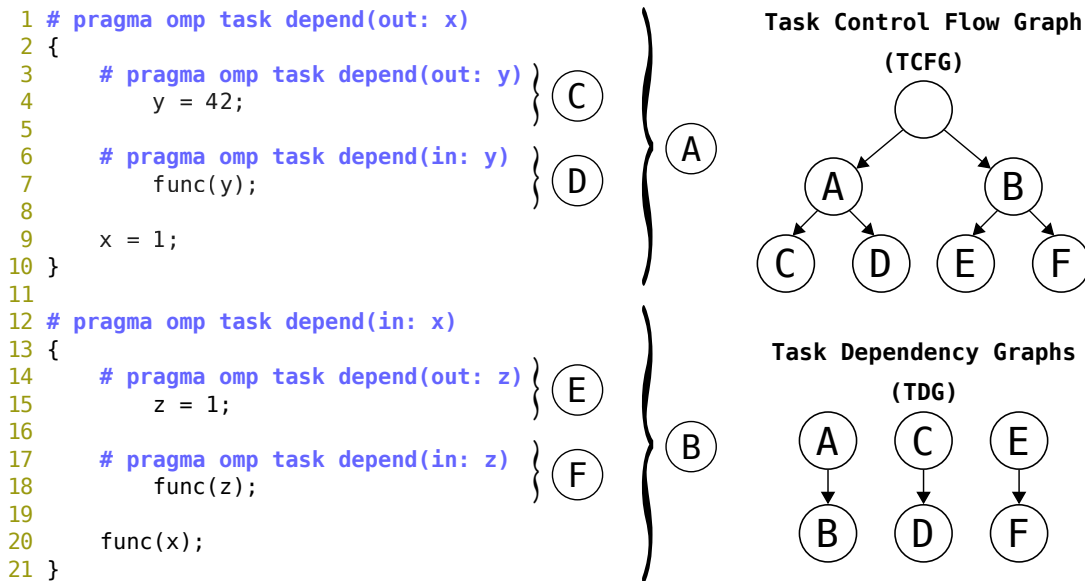 1 # pragma omp task depend(out: x)
2 {
3     # pragma omp task depend(out: y)
4         y = 42;
5
6     # pragma omp task depend(in: y)
7         func(y);
8
9     x = 1;
10 }
11
12 # pragma omp task depend(in: x)
13 {
14     # pragma omp task depend(out: z)
15         z = 1;
16
17     # pragma omp task depend(in: z)
18         func(z);
19
20     func(x);
21 }
C
D
A
E
F
B
Task Control Flow Graph
(TCFG)
A B
C D E F
Task Dependency Graphs
(TDG)
A C E
B D F